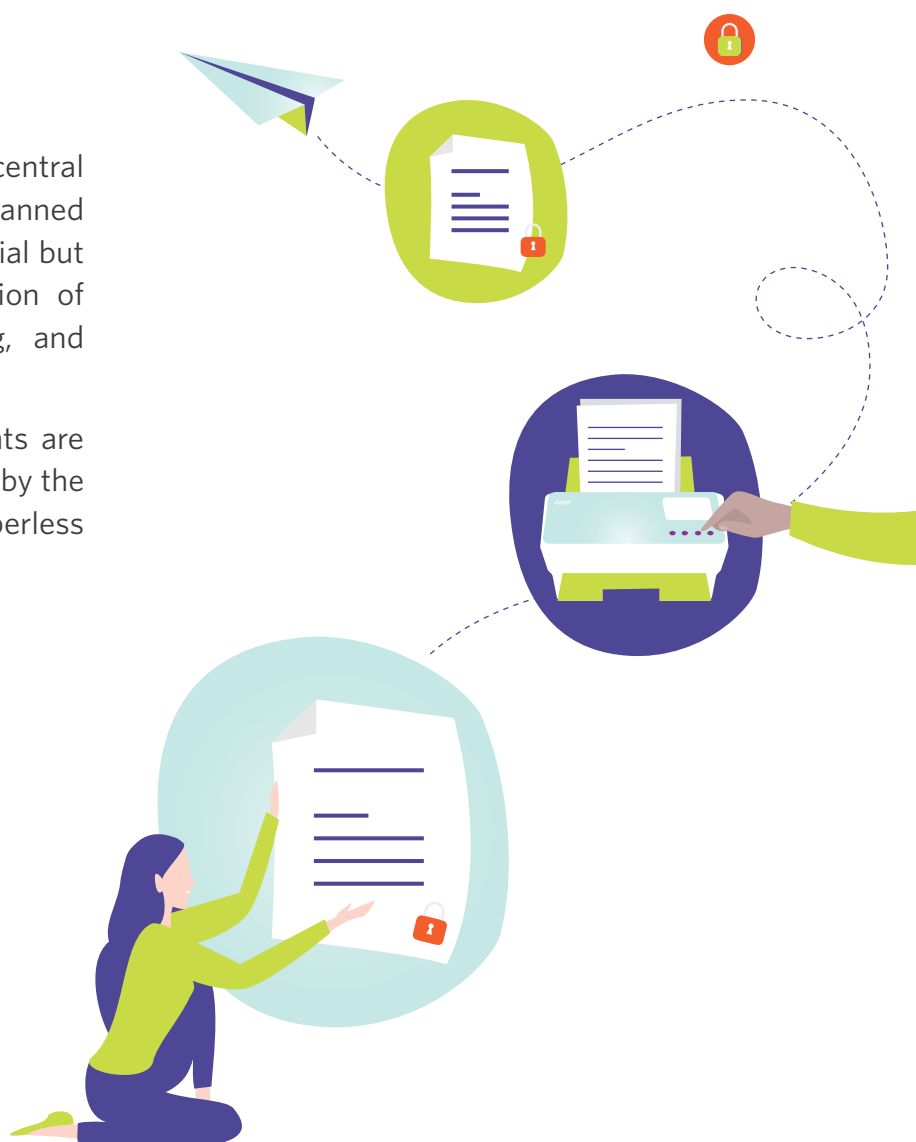 central
anned
ial but
ion of
g, and
ts are
by the
perless